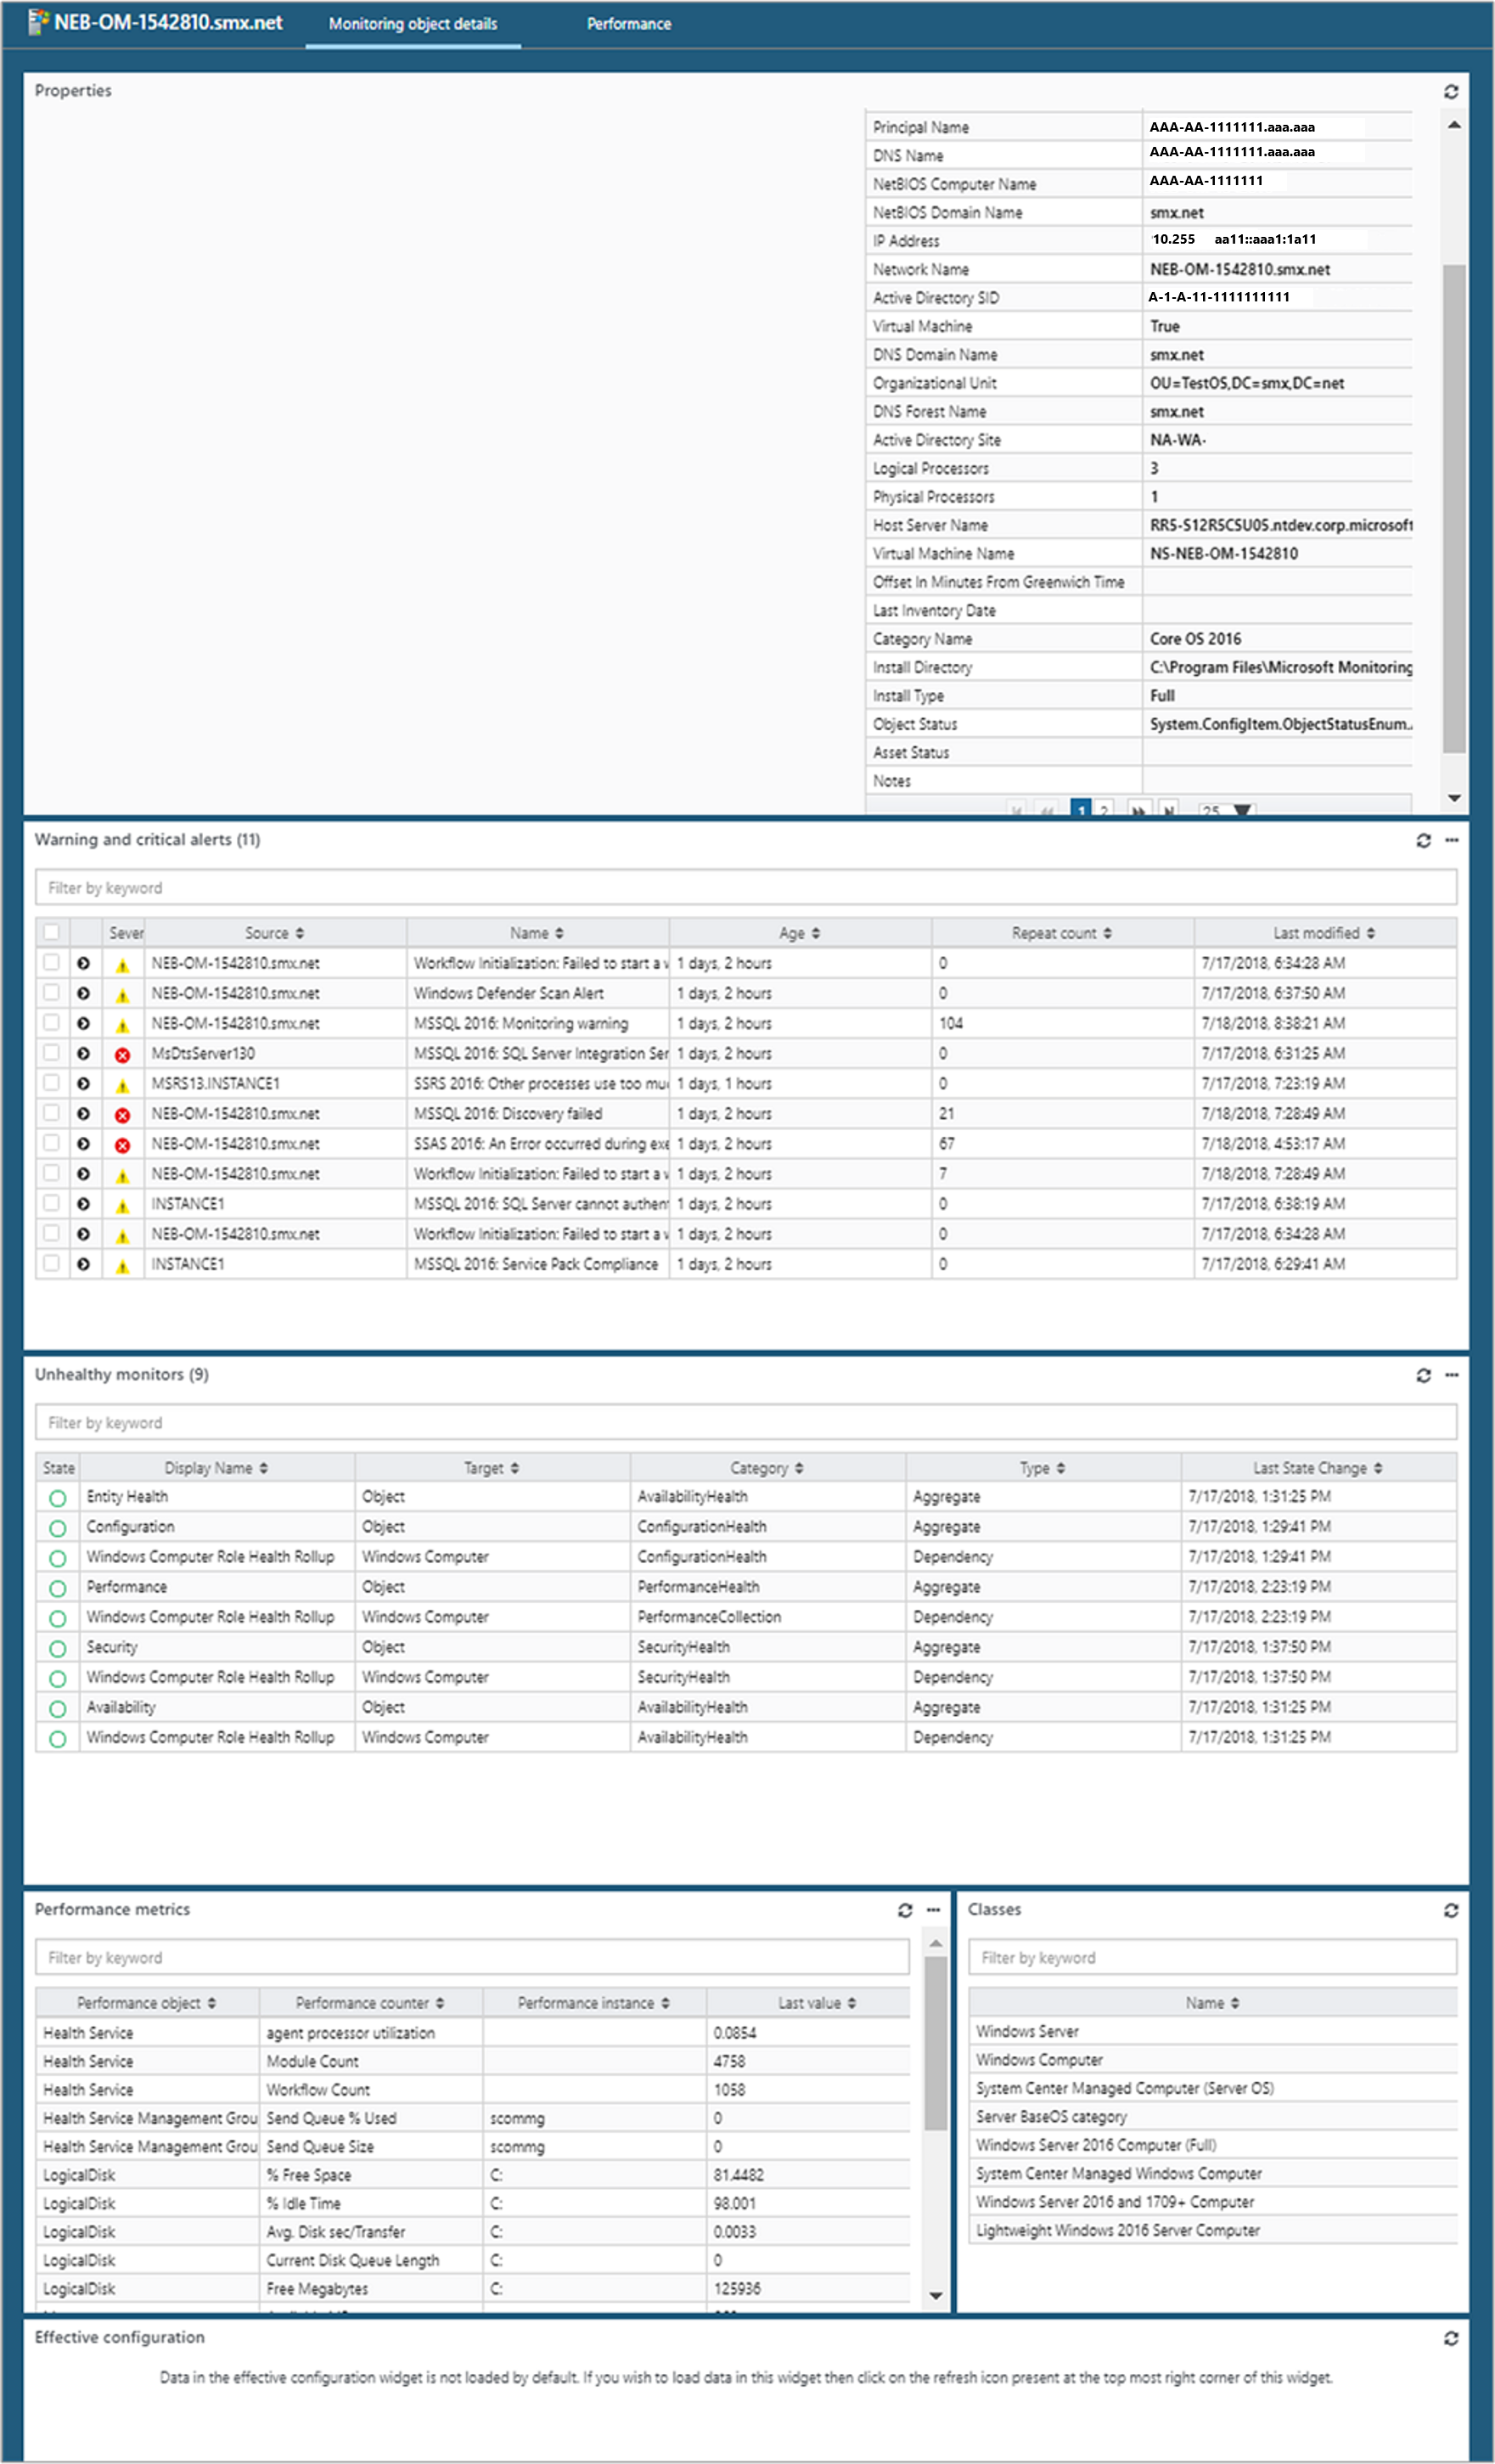 NEB-OM-1542810.smx.net Monitoring object details Performance
Properties
Principal Name AAA-AA-1111111.aaa.aaa
DNS Name AAA-AA-1111111.aaa.aaa
NetBIOS Computer Name AAA-AA-1111111
NetBIOS Domain Name smx.net
IP Address 10.255 aa11::aaa1:1a11
Network Name NEB-OM-1542810.smx.net
Active Directory SID A-1-A-11-1111111111
Virtual Machine True
DNS Domain Name smx.net
Organizational Unit OU=TestOS,DC=smx,DC=net
DNS Forest Name smx.net
Active Directory Site NA-WA-
Logical Processors 3
Physical Processors 1
Host Server Name RR5-S12R5CSU05.ntdev.corp.microsoft
Virtual Machine Name NS-NEB-OM-1542810
Offset In Minutes From Greenwich Time
Last Inventory Date
Category Name Core OS 2016
Install Directory C:\Program Files\Microsoft Monitoring
Install Type Full
Object Status System.ConfigItem.ObjectStatusEnum.
Asset Status
Notes
1 2 25
Warning and critical alerts (11)
Filter by keyword
Sever Source Name Age Repeat count Last modified
NEB-OM-1542810.smx.net Workflow Initialization: Failed to start a w 1 days, 2 hours 0 7/17/2018, 6:34:28 AM
NEB-OM-1542810.smx.net Windows Defender Scan Alert 1 days, 2 hours 0 7/17/2018, 6:37:50 AM
NEB-OM-1542810.smx.net MSSQL 2016: Monitoring warning 1 days, 2 hours 104 7/18/2018, 8:38:21 AM
MsDtsServer130 MSSQL 2016: SQL Server Integration Ser 1 days, 2 hours 0 7/17/2018, 6:31:25 AM
MSRS13.INSTANCE1 SSRS 2016: Other processes use too mu 1 days, 1 hours 0 7/17/2018, 7:23:19 AM
NEB-OM-1542810.smx.net MSSQL 2016: Discovery failed 1 days, 2 hours 21 7/18/2018, 7:28:49 AM
NEB-OM-1542810.smx.net SSAS 2016: An Error occurred during exe 1 days, 2 hours 67 7/18/2018, 4:53:17 AM
NEB-OM-1542810.smx.net Workflow Initialization: Failed to start a w 1 days, 2 hours 7 7/18/2018, 7:28:49 AM
INSTANCE1 MSSQL 2016: SQL Server cannot authen 1 days, 2 hours 0 7/17/2018, 6:38:19 AM
NEB-OM-1542810.smx.net Workflow Initialization: Failed to start a w 1 days, 2 hours 0 7/17/2018, 6:34:28 AM
INSTANCE1 MSSQL 2016: Service Pack Compliance 1 days, 2 hours 0 7/17/2018, 6:29:41 AM
Unhealthy monitors (9)
Filter by keyword
State Display Name Target Category Type Last State Change
Entity Health Object AvailabilityHealth Aggregate 7/17/2018, 1:31:25 PM
Configuration Object ConfigurationHealth Aggregate 7/17/2018, 1:29:41 PM
Windows Computer Role Health Rollup Windows Computer ConfigurationHealth Dependency 7/17/2018, 1:29:41 PM
Performance Object PerformanceHealth Aggregate 7/17/2018, 2:23:19 PM
Windows Computer Role Health Rollup Windows Computer PerformanceCollection Dependency 7/17/2018, 2:23:19 PM
Security Object SecurityHealth Aggregate 7/17/2018, 1:37:50 PM
Windows Computer Role Health Rollup Windows Computer SecurityHealth Dependency 7/17/2018, 1:37:50 PM
Availability Object AvailabilityHealth Aggregate 7/17/2018, 1:31:25 PM
Windows Computer Role Health Rollup Windows Computer AvailabilityHealth Dependency 7/17/2018, 1:31:25 PM
Performance metrics
Filter by keyword
Performance object Performance counter Performance instance Last value
Health Service agent processor utilization 0.0854
Health Service Module Count 4758
Health Service Workflow Count 1058
Health Service Management Grou Send Queue % Used scommg 0
Health Service Management Grou Send Queue Size scommg 0
LogicalDisk % Free Space C: 81.4482
LogicalDisk % Idle Time C: 98.001
LogicalDisk Avg. Disk sec/Transfer C: 0.0033
LogicalDisk Current Disk Queue Length C: 0
LogicalDisk Free Megabytes C: 125936
Classes
Filter by keyword
Name
Windows Server
Windows Computer
System Center Managed Computer (Server OS)
Server BaseOS category
Windows Server 2016 Computer (Full)
System Center Managed Windows Computer
Windows Server 2016 and 1709+ Computer
Lightweight Windows 2016 Server Computer
Effective configuration
Data in the effective configuration widget is not loaded by default. If you wish to load data in this widget then click on the refresh icon present at the top most right corner of this widget.